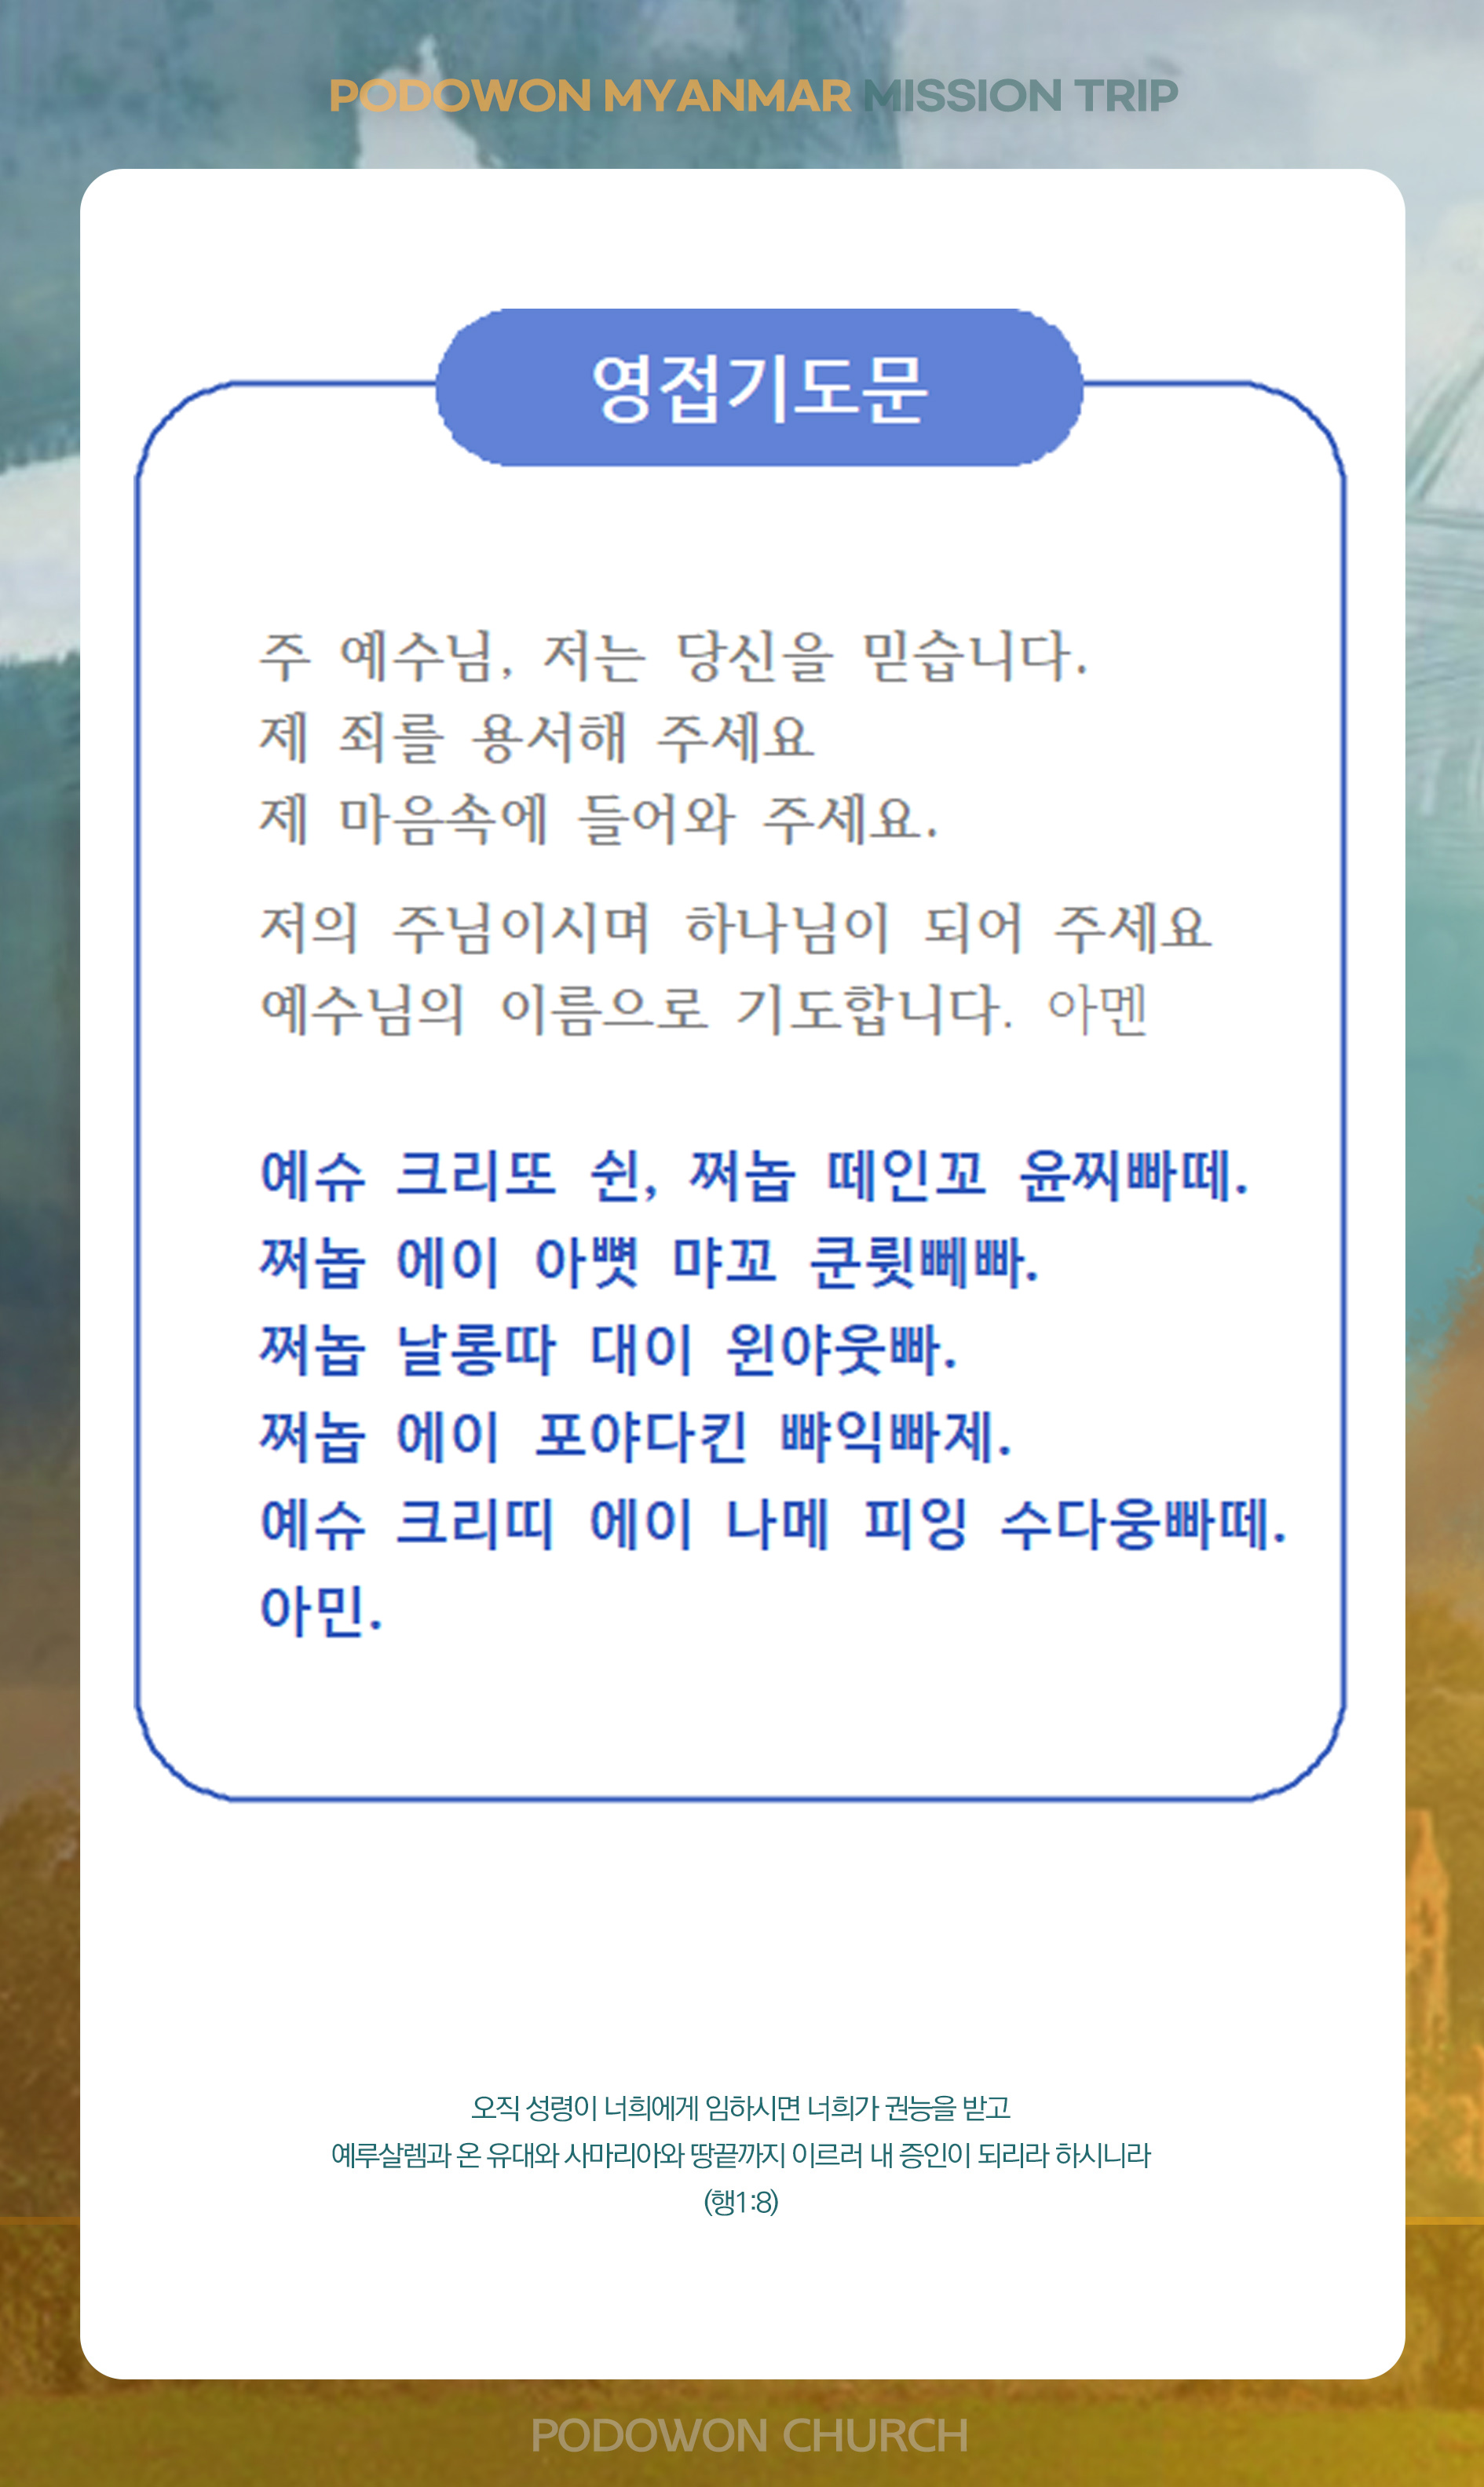 PODOWON MYANMAR MISSION TRIP
영접기도문
주 예수님, 저는 당신을 믿습니다.
제 죄를 용서해 주세요
제 마음속에 들어와 주세요.
저의 주님이시며 하나님이 되어 주세요
예수님의 이름으로 기도합니다. 아멘
예슈 크리또 쉰, 쩌놉 떼인꼬 윤찌빠떼.
쩌놉 에이 아뼷 먀꼬 쿤륏뻬빠.
쩌놉 날롱따 대이 윈야웃빠.
쩌놉 에이 포야다킨 뺘익빠제.
예슈 크리띠 에이 나메 피잉 수다웅빠떼.
아민.
오직 성령이 너희에게 임하시면 너희가 권능을 받고
예루살렘과 온 유대와 사마리아와 땅끝까지 이르러 내 증인이 되리라 하시니라
(행1:8)
PODOWON CHURCH